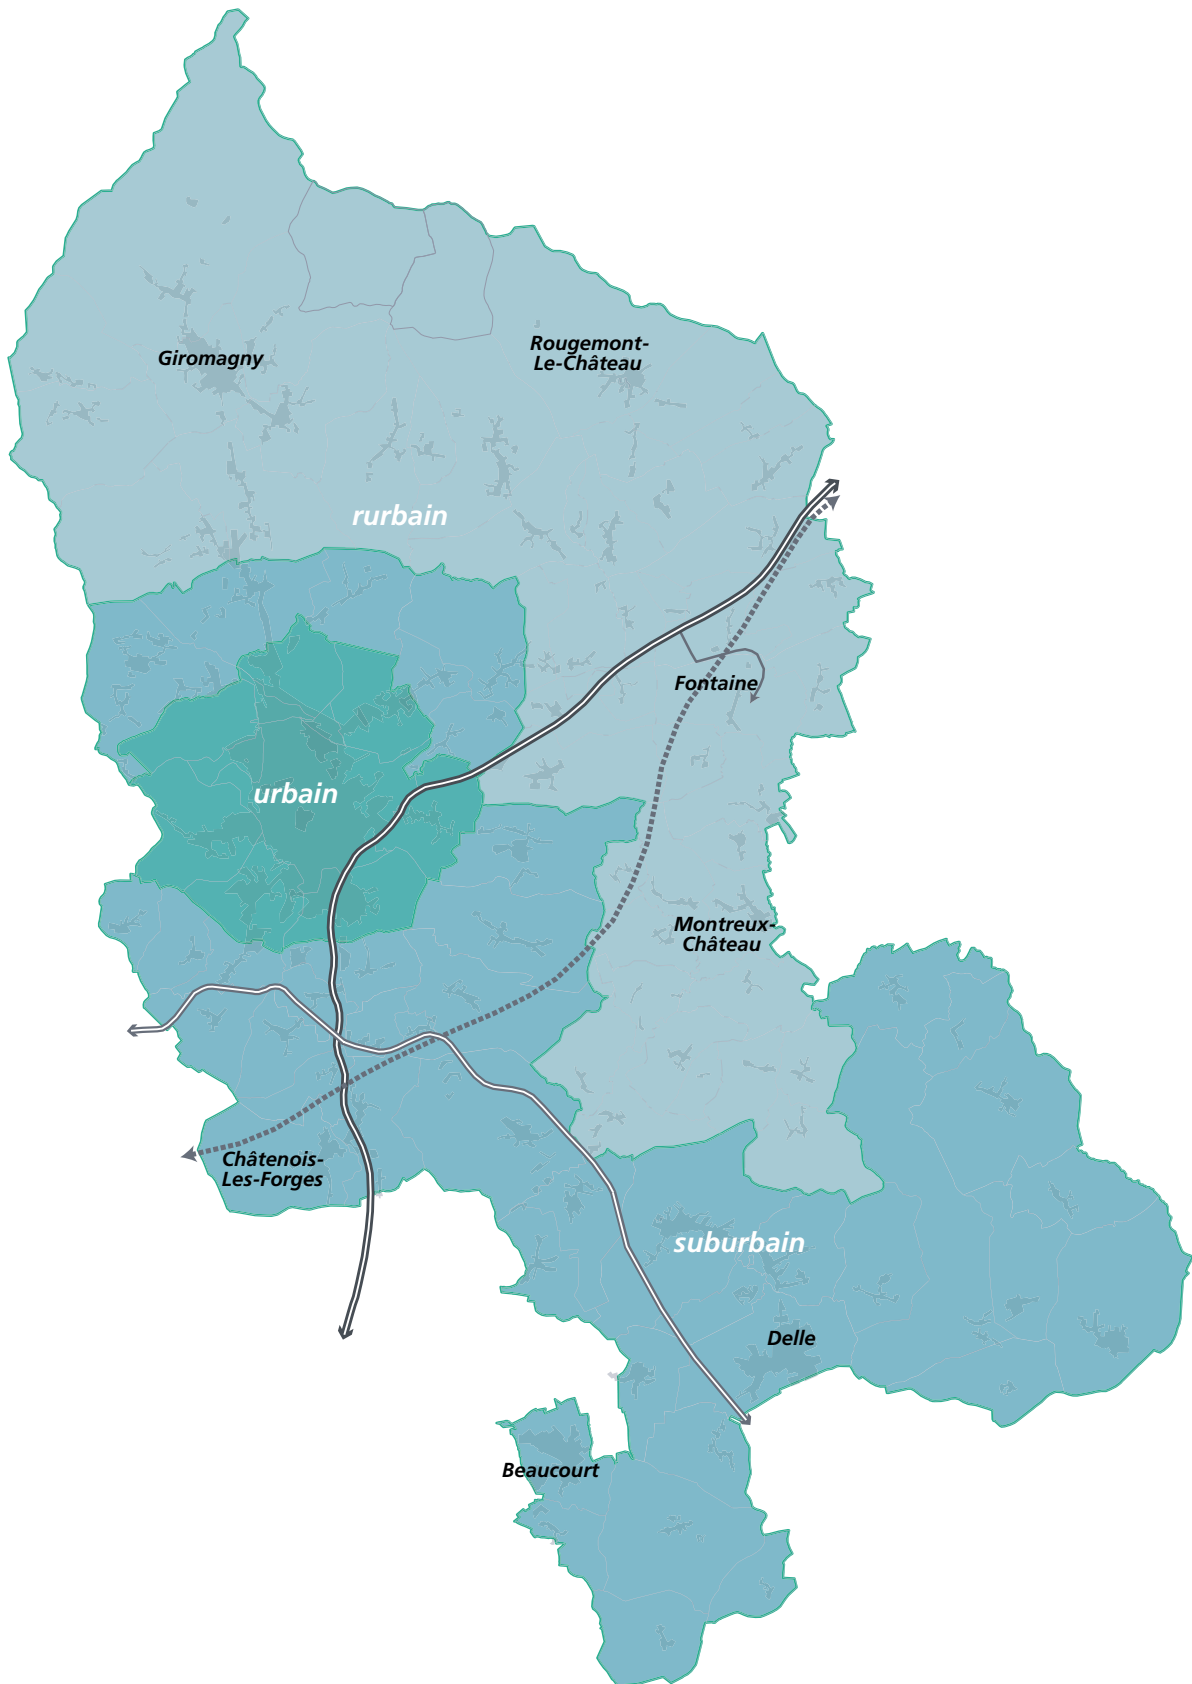 Giromagny
Rougemont-
Le-Château
rurbain
Fontaine
urbain
Montreux-
Château
Châtenois-
Les-Forges
suburbain
Delle
Beaucourt